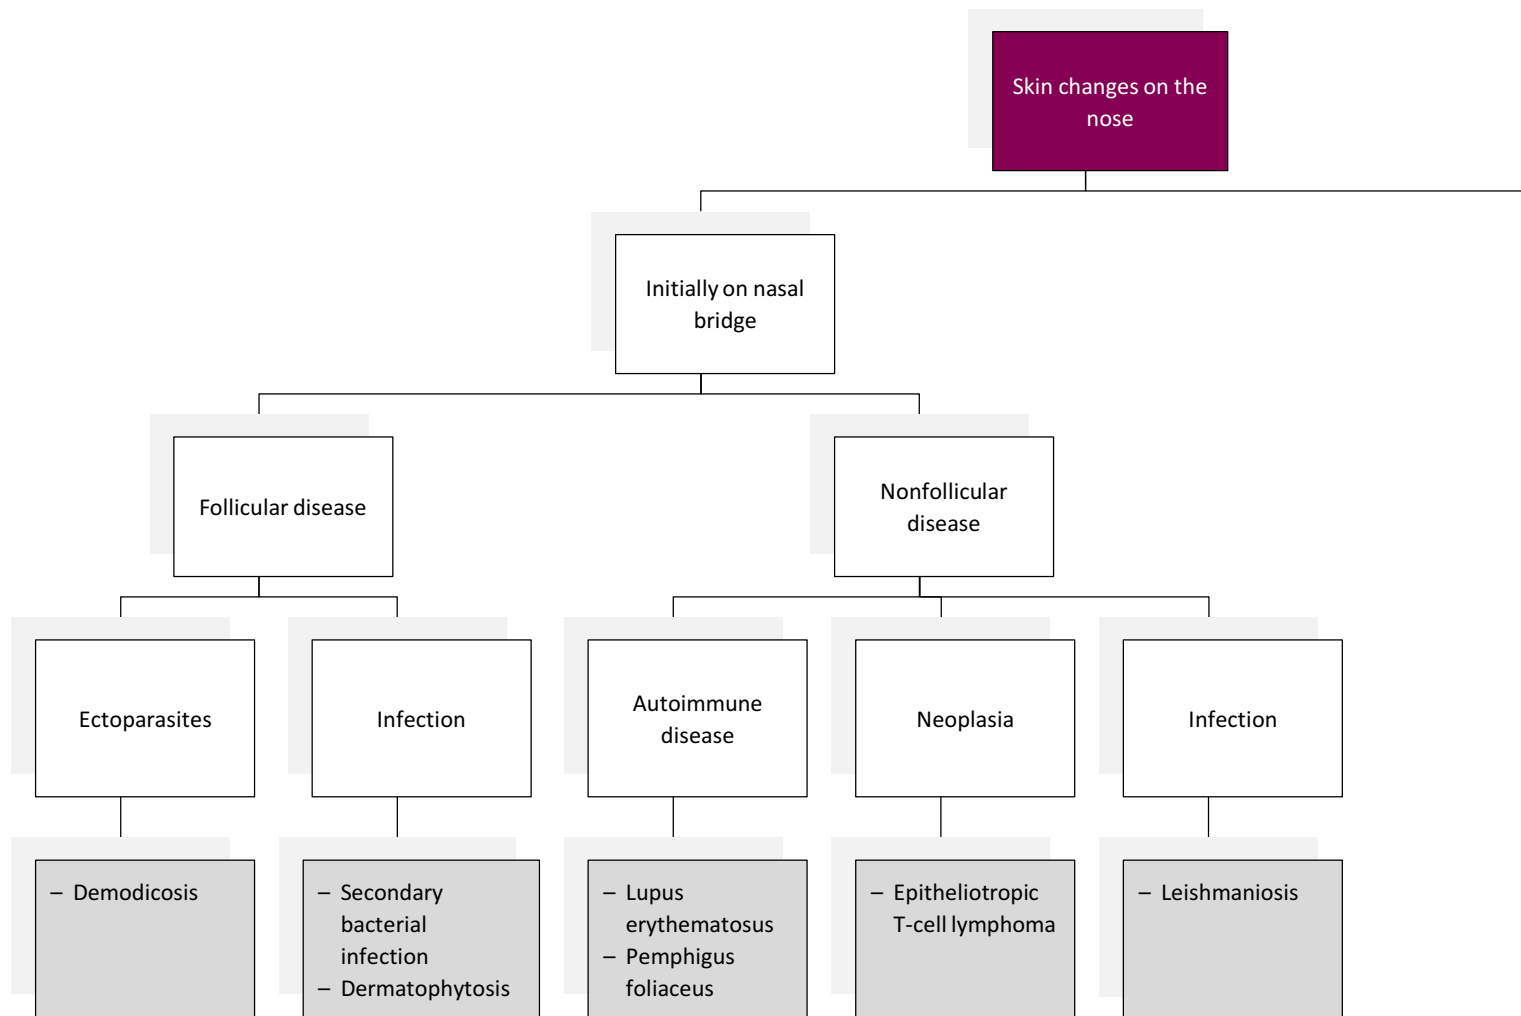 Skin changes on the
nose
Initially on nasal
bridge
Follicular disease
Nonfollicular
disease
Ectoparasites
Infection
Autoimmune
disease
Neoplasia
Infection
– Demodicosis
– Secondary
bacterial
infection
– Dermatophytosis
– Lupus
erythematosus
– Pemphigus
foliaceus
– Epitheliotropic
T-cell lymphoma
– Leishmaniosis